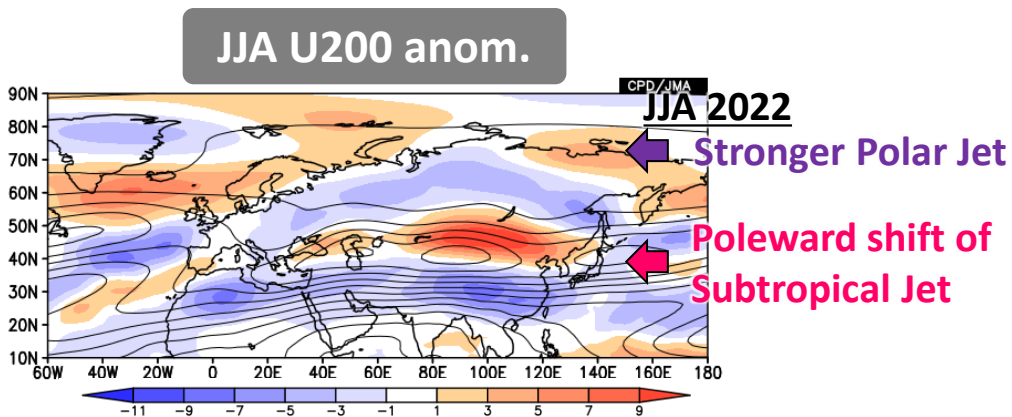 JJA U200 anom.
CPD/JMA
JJA 2022
90N
80N
70N
60N
50N
40N
30N
20N
10N
Stronger Polar Jet
Poleward shift of
Subtropical Jet
60W 40W 20W 0 20E 40E 60E 80E 100E 120E 140E 160E 180
-11 -9 -7 -5 -3 -1 1 3 5 7 9